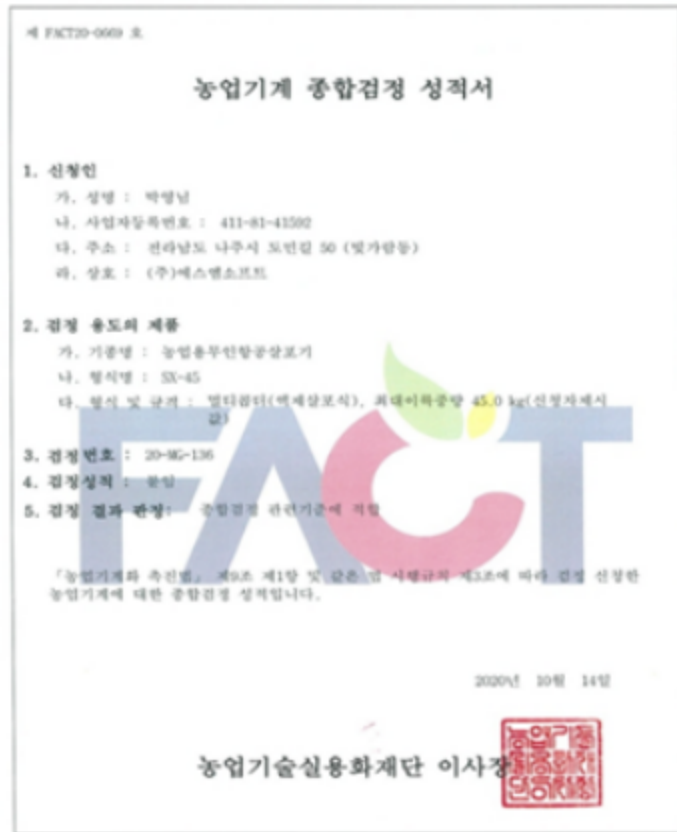 제 FACT20-0669 호
농업기계 종합검정 성적서
1. 신청인
가. 성명 : 박영남
나. 사업자등록번호 : 411-81-41592
다. 주소 : 전라남도 나주시 도민길 50 (빛가람동)
라. 상호 : (주)에스엠소프트
2. 검정 용도의 제품
가. 기종명 : 농업용무인항공살포기
나. 형식명 : SX-45
다. 형식 및 규격 : 멀티콥터(액제살포식), 최대이륙중량 45.0 kg(신청자제시
값)
3. 검정번호 : 20-MG-136
4. 검정성적 : 붙임
5. 검정 결과 판정: 종합검정 관련기준에 적합
「농업기계화 촉진법」 제9조 제1항 및 같은 법 시행규칙 제3조에 따라 검정 신청한
농업기계에 대한 종합검정 성적입니다.
2020년 10월 14일
농업기술실용화재단 이사장
FACT